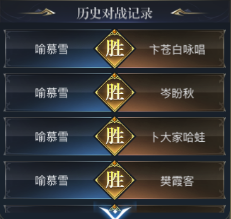 历史对战记录
喻慕雪 胜 卞苍白咏唱
喻慕雪 胜 岑盼秋
喻慕雪 胜 卜大家哈蛙
喻慕雪 胜 樊霞客